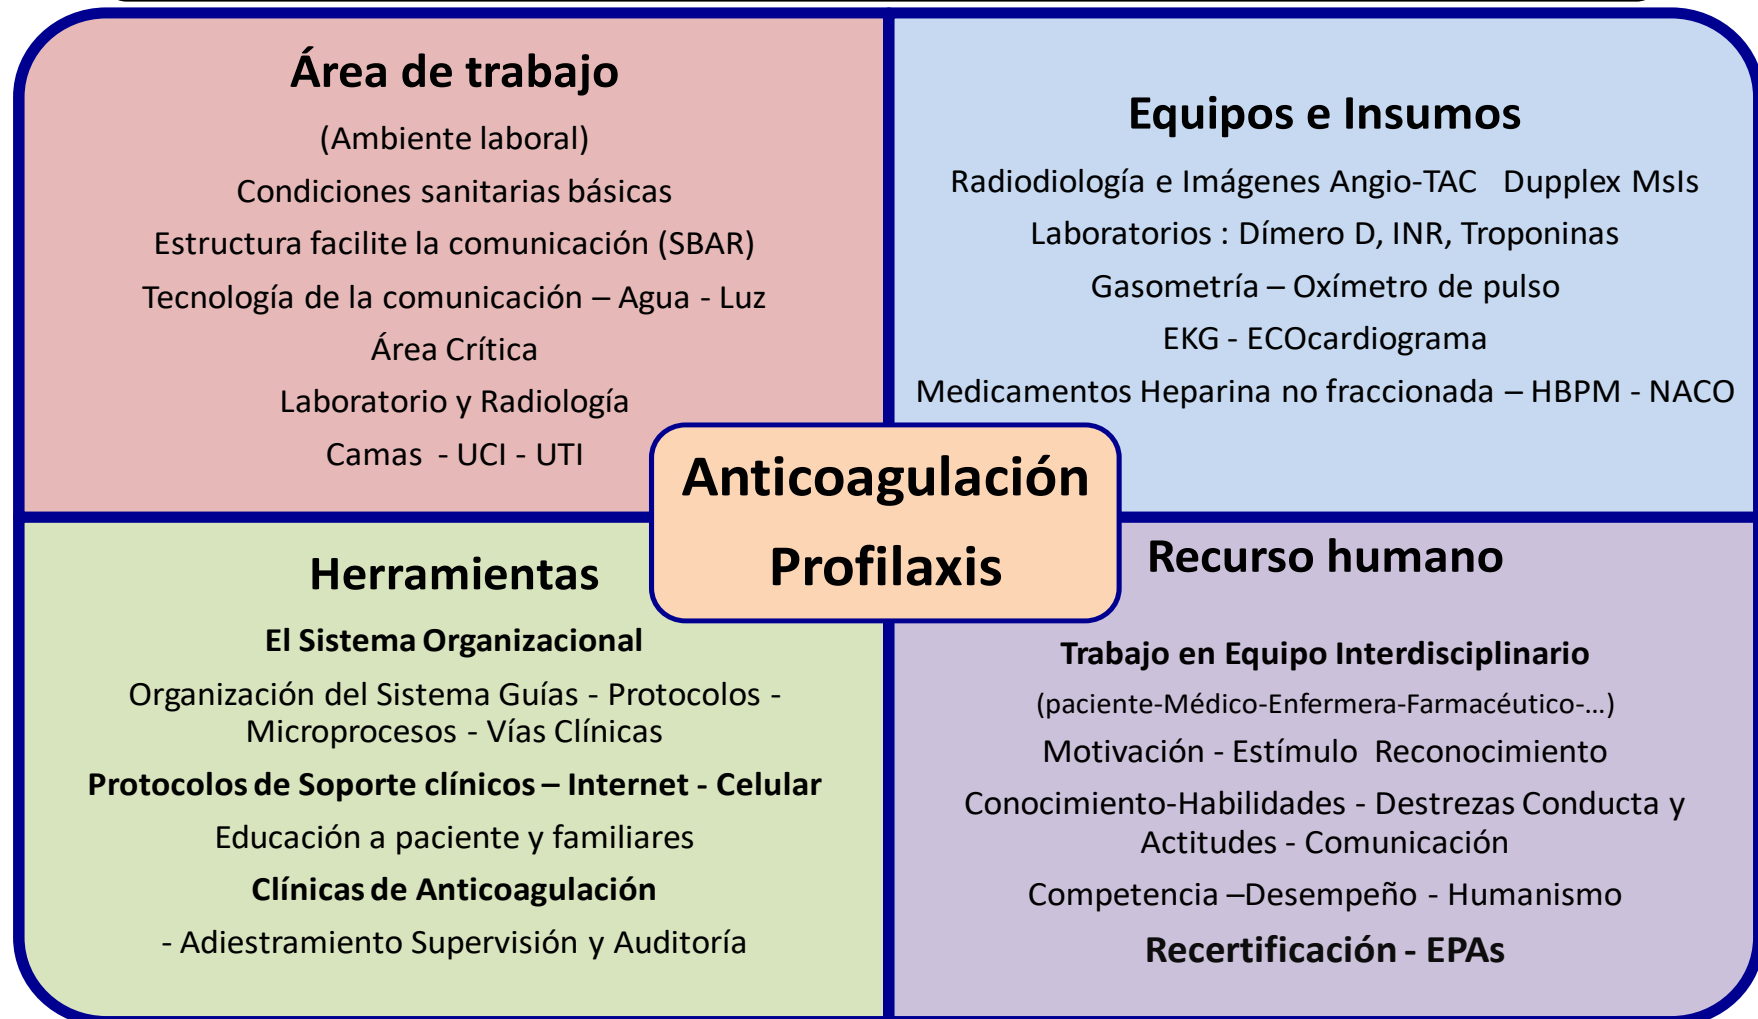 Área de trabajo
(Ambiente laboral)
Condiciones sanitarias básicas
Estructura facilite la comunicación (SBAR)
Tecnología de la comunicación – Agua - Luz
Área Crítica
Laboratorio y Radiología
Camas - UCI - UTI
Equipos e Insumos
Radiodiología e Imágenes Angio-TAC Dupplex MsIs
Laboratorios : Dímero D, INR, Troponinas
Gasometría – Oxímetro de pulso
EKG - ECOcardiograma
Medicamentos Heparina no fraccionada – HBPM - NACO
Anticoagulación
Profilaxis
Herramientas
El Sistema Organizacional
Organización del Sistema Guías - Protocolos -
Microprocesos - Vías Clínicas
Protocolos de Soporte clínicos – Internet - Celular
Educación a paciente y familiares
Clínicas de Anticoagulación
- Adiestramiento Supervisión y Auditoría
Recurso humano
Trabajo en Equipo Interdisciplinario
(paciente-Médico-Enfermera-Farmacéutico-...)
Motivación - Estímulo Reconocimiento
Conocimiento-Habilidades - Destrezas Conducta y
Actitudes - Comunicación
Competencia –Desempeño - Humanismo
Recertificación - EPAs